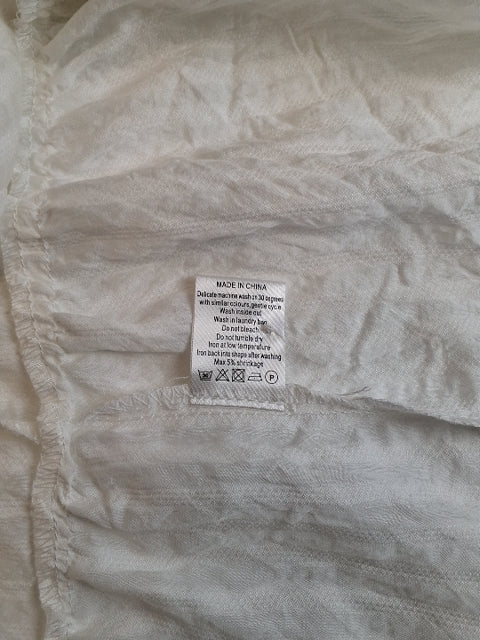 MADE IN CHINA
Delicate machine wash on 30 degrees
with similar colours, gentle cycle
Wash inside out
Wash in laundry bag
Do not bleach
Do not tumble dry
Iron at low temperature
Iron back into shape after washing
Max 5% shrinkage
P